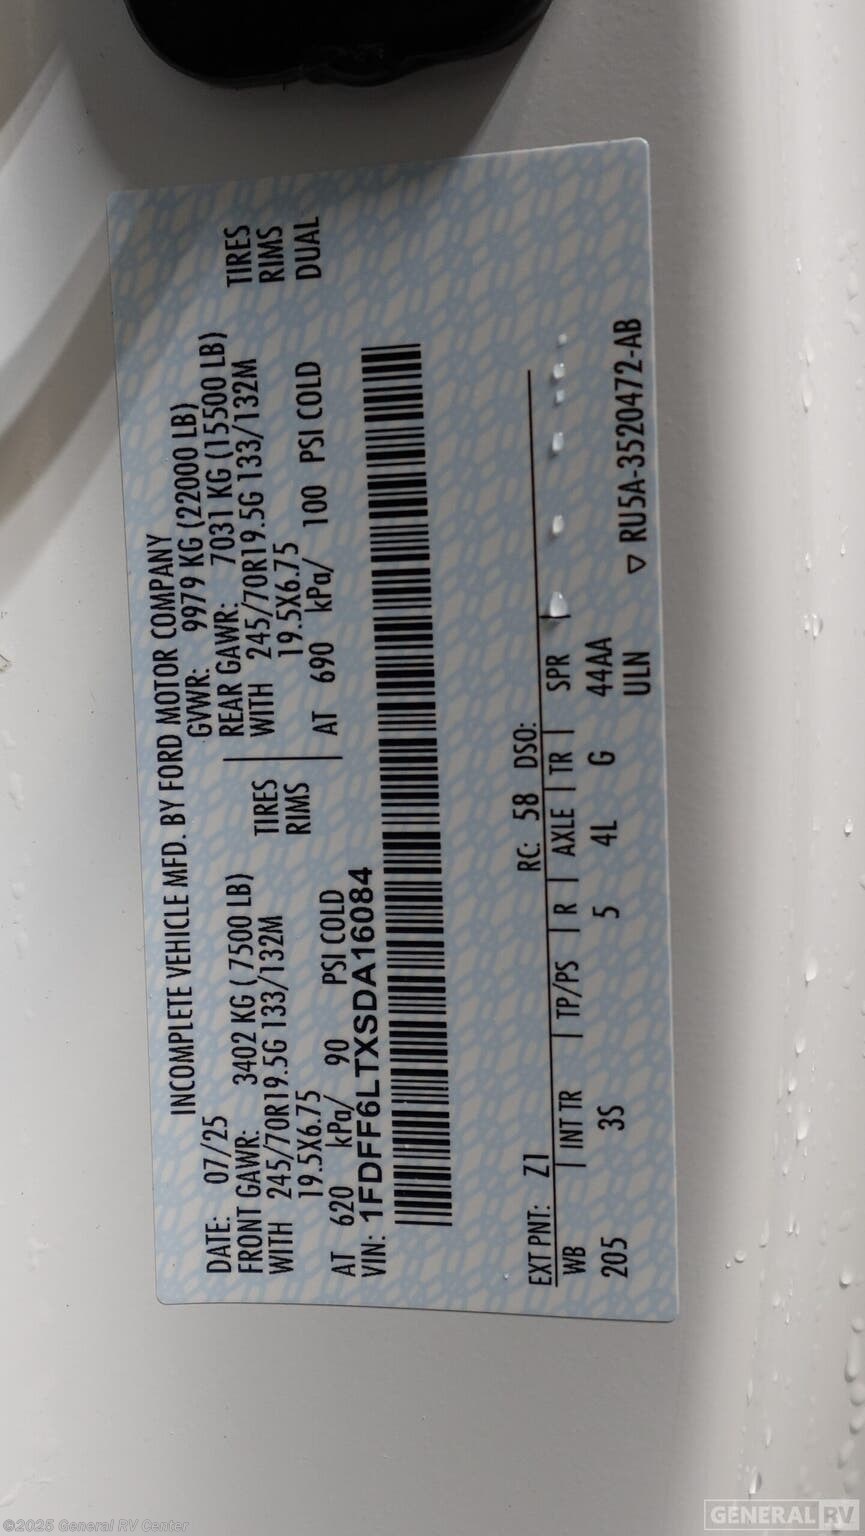 INCOMPLETE VEHICLE MFD. BY FORD MOTOR COMPANY
DATE: 07/25 GVWR: 9979 KG (22000 LB)
FRONT GAWR: 3402 KG ( 7500 LB) REAR GAWR: 7031 KG (15500 LB)
WITH 245/70R19.5G 133/132M TIRES WITH 245/70R19.5G 133/132M TIRES
19.5X6.75 RIMS 19.5X6.75 RIMS
AT 620 kPa/ 90 PSI COLD AT 690 kPa/ 100 PSI COLD DUAL
VIN: 1FDFF6LTXSDA16084
EXT PNT: Z1 RC: 58 DSO:
WB | INT TR | TP/PS | R | AXLE | TR | SPR
205 3S 5 4L G 44AA
ULN ▽ RU5A-3520472-AB
©2025 General RV Center
GENERAL RV